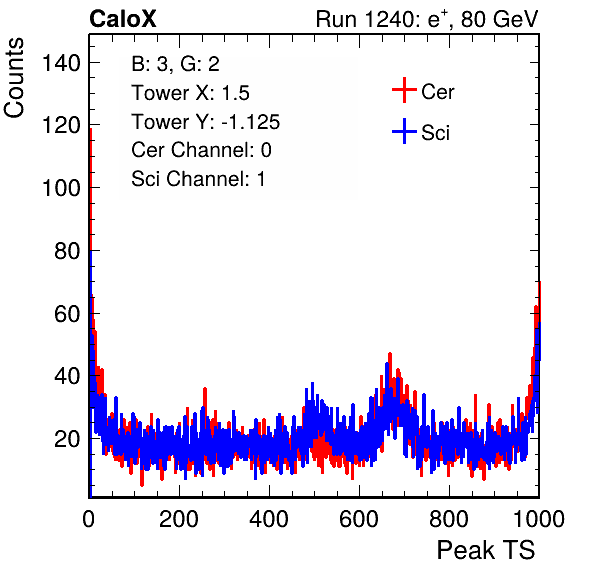 CaloX Run 1240: e⁺, 80 GeV
Counts
B: 3, G: 2
Tower X: 1.5
Tower Y: -1.125
Cer Channel: 0
Sci Channel: 1
Cer
Sci
140
120
100
80
60
40
20
0 200 400 600 800 1000
Peak TS